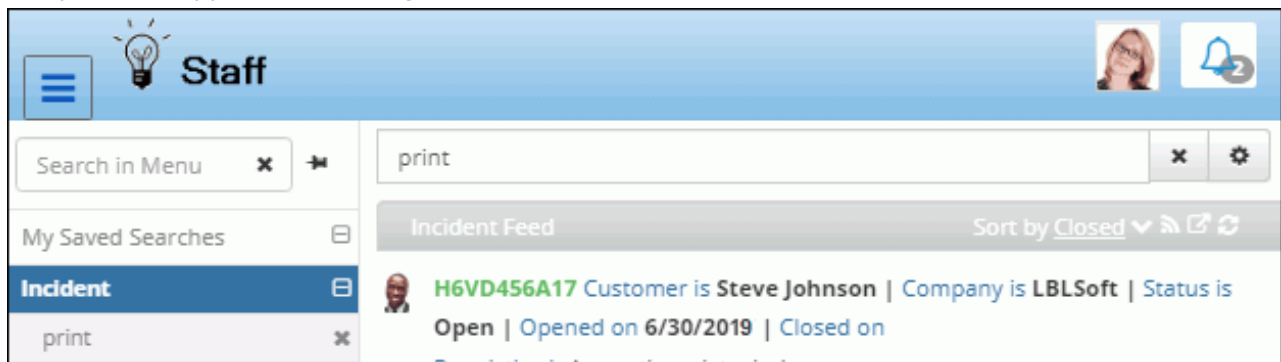 Staff
2
Search in Menu
print
My Saved Searches
Incident Feed Sort by Closed
Incident
H6VD456A17 Customer is Steve Johnson | Company is LBLSoft | Status is
Open | Opened on 6/30/2019 | Closed on
print